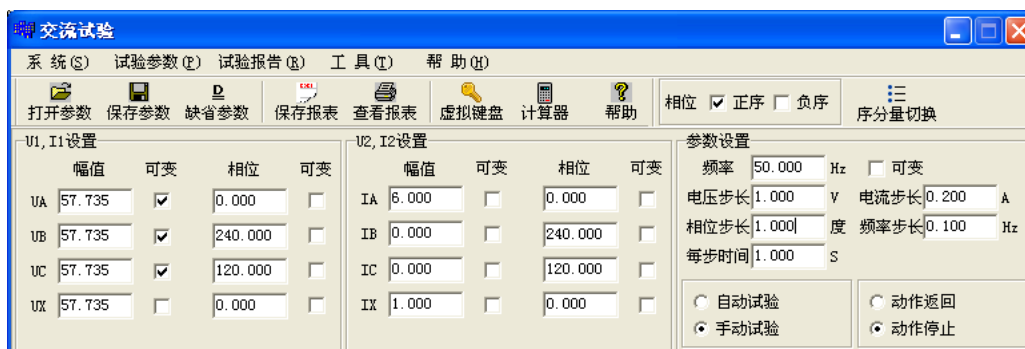 交流试验
系 统(S) 试验参数(P) 试验报告(R) 工 具(T) 帮 助(H)
打开参数 保存参数 缺省参数 保存报表 查看报表 虚拟键盘 计算器 帮助 相位 正序 负序 序分量切换
U1,I1设置 U2,I2设置 参数设置
幅值 可变 相位 可变 幅值 可变 相位 可变 频率 50.000 Hz 可变
UA 57.735 0.000 IA 6.000 0.000 电压步长 1.000 V 电流步长 0.200 A
UB 57.735 240.000 IB 0.000 240.000 相位步长 1.000 度 频率步长 0.100 Hz
UC 57.735 120.000 IC 0.000 120.000 每步时间 1.000 S
UX 57.735 0.000 IX 1.000 0.000 自动试验 动作返回
手动试验 动作停止